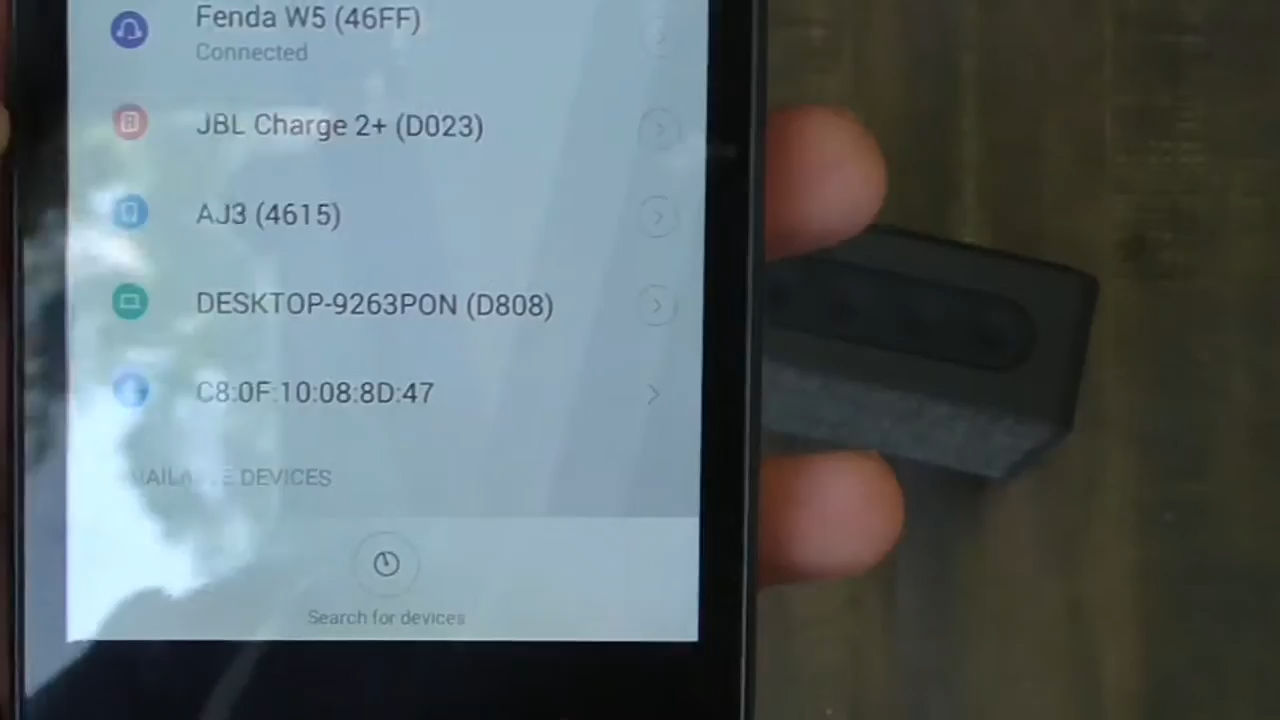 Fenda W5 (46FF)
Connected
JBL Charge 2+ (D023)
AJ3 (4615)
DESKTOP-9263PON (D808)
C8:0F:10:08:8D:47
DEVICES
Search for devices